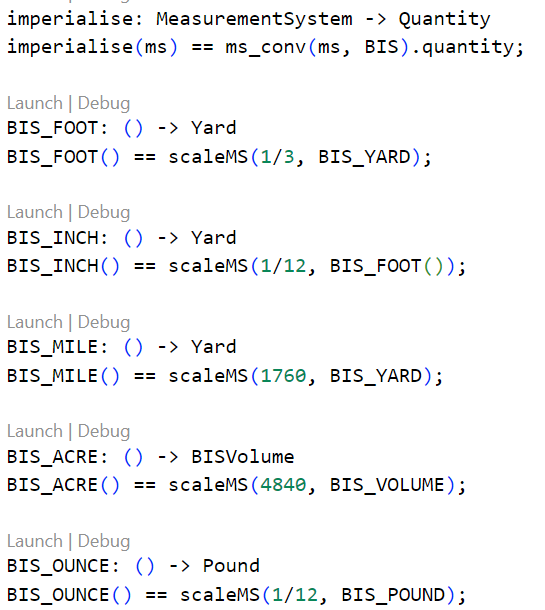 imperialise: MeasurementSystem -> Quantity
imperialise(ms) == ms_conv(ms, BIS).quantity;
Launch | Debug
BIS_FOOT: () -> Yard
BIS_FOOT() == scaleMS(1/3, BIS_YARD);
Launch | Debug
BIS_INCH: () -> Yard
BIS_INCH() == scaleMS(1/12, BIS_FOOT());
Launch | Debug
BIS_MILE: () -> Yard
BIS_MILE() == scaleMS(1760, BIS_YARD);
Launch | Debug
BIS_ACRE: () -> BISVolume
BIS_ACRE() == scaleMS(4840, BIS_VOLUME);
Launch | Debug
BIS_OUNCE: () -> Pound
BIS_OUNCE() == scaleMS(1/12, BIS_POUND);